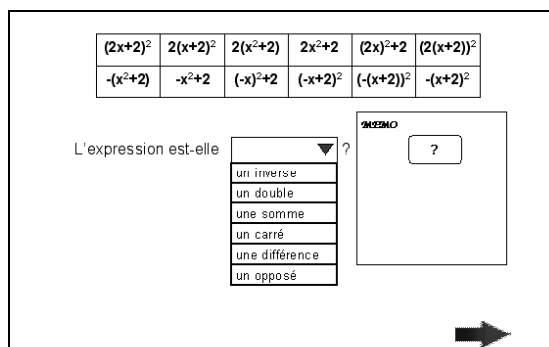 (2x+2)² 2(x+2)² 2(x²+2) 2x²+2 (2x)²+2 (2(x+2))²
-(x²+2) -x²+2 (-x)²+2 (-x+2)² (-(x+2))² -(x+2)²
MEMO
?
L'expression est-elle ?
un inverse
un double
une somme
un carré
une différence
un opposé